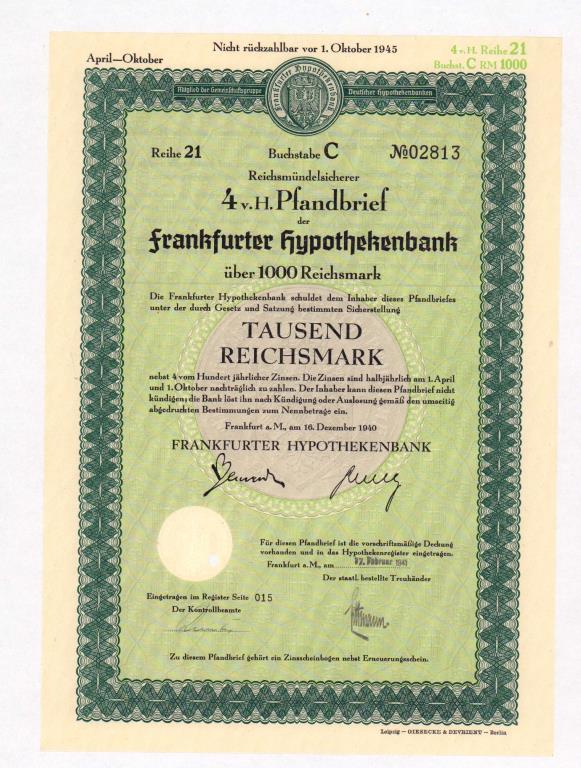 Nicht rückzahlbar vor 1. Oktober 1945
4 v. H. Reihe 21
April—Oktober
Buchst. C RM 1000
Mitglied der Gemeinschaftsgruppe
Frankfurter Hypothekenbank
Deutscher Hypothekenbanken
Reihe 21
Buchstabe C
№02813
Reichsmündelsicherer
4 v. H. Pfandbrief
der
Frankfurter Hypothekenbank
über 1000 Reichsmark
Die Frankfurter Hypothekenbank schuldet dem Inhaber dieses Pfandbriefes
unter der durch Gesetz und Satzung bestimmten Sicherstellung
TAUSEND
REICHSMARK
nebst 4 vom Hundert jährlicher Zinsen. Die Zinsen sind halbjährlich am 1. April
und 1. Oktober nachträglich zu zahlen. Der Inhaber kann diesen Pfandbrief nicht
kündigen; die Bank löst ihn nach Kündigung oder Auslosung gemäß den umseitig
abgedruckten Bestimmungen zum Nennbetrage ein.
Frankfurt a. M., am 16. Dezember 1940
FRANKFURTER HYPOTHEKENBANK
Für diesen Pfandbrief ist die vorschriftsmäßige Deckung
vorhanden und in das Hypothekenregister eingetragen.
Frankfurt a. M., am 17. Februar 1941
Der staatl. bestellte Treuhänder
Eingetragen im Register Seite 015
Der Kontrollbeamte
Zu diesem Pfandbrief gehört ein Zinsscheinbogen nebst Erneuerungsschein.
Leipzig — GIESECKE & DEVRIENT — Berlin